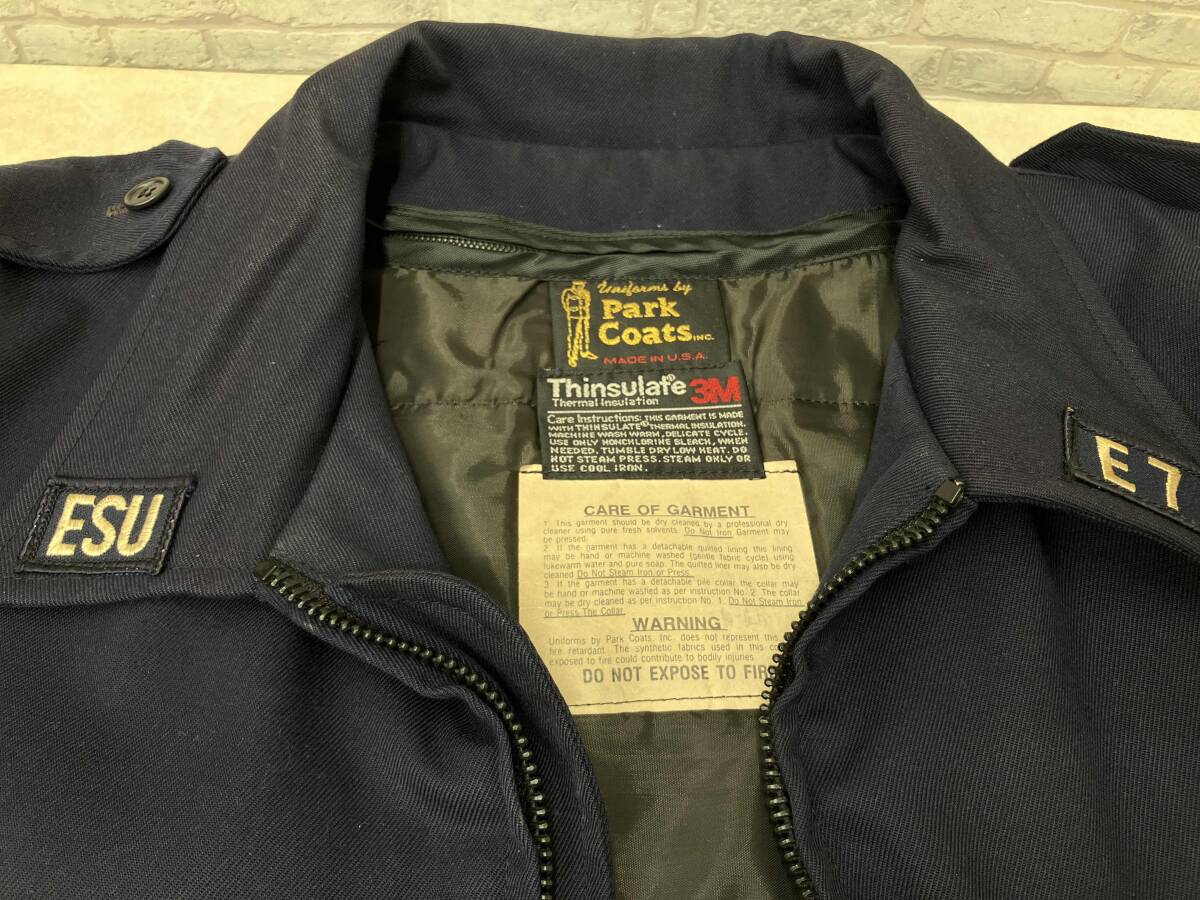 Uniforms by
Park
Coats INC.
MADE IN U.S.A.
Thinsulate® 3M
Thermal Insulation
Care Instructions: THIS GARMENT IS MADE
WITH THINSULATE® THERMAL INSULATION.
MACHINE WASH WARM, DELICATE CYCLE.
USE ONLY NONCHLORINE BLEACH, WHEN
NEEDED. TUMBLE DRY LOW HEAT. DO
NOT STEAM PRESS. STEAM ONLY OR
USE COOL IRON.
ESU
E 7
CARE OF GARMENT
1. This garment should be dry cleaned by a professional dry
cleaner using pure fresh solvents. Do Not Iron Garment may
be pressed.
2. If the garment has a detachable quilted lining this lining
may be hand or machine washed (gentle fabric cycle) using
lukewarm water and pure soap. The quilted liner may also be dry
cleaned Do Not Steam Iron or Press.
3. If the garment has a detachable pile collar the collar may
be hand or machine washed as per instruction No. 2. The collar
may be dry cleaned as per instruction No. 1. Do Not Steam Iron
or Press The Collar.
WARNING
Uniforms by Park Coats. Inc. does not represent this
fire retardant. The synthetic fabrics used in this
exposed to fire could contribute to bodily injuries.
DO NOT EXPOSE TO FIR